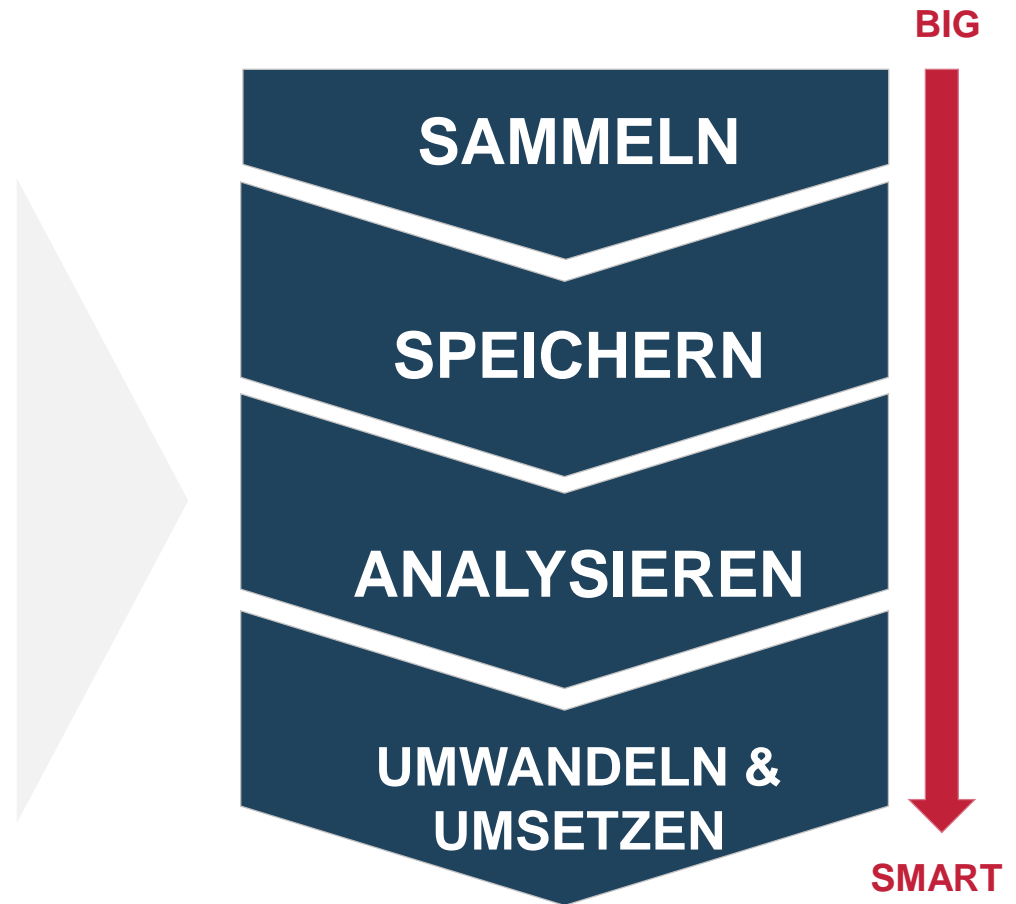 BIG
SAMMELN
SPEICHERN
ANALYSIEREN
UMWANDELN &
UMSETZEN
SMART